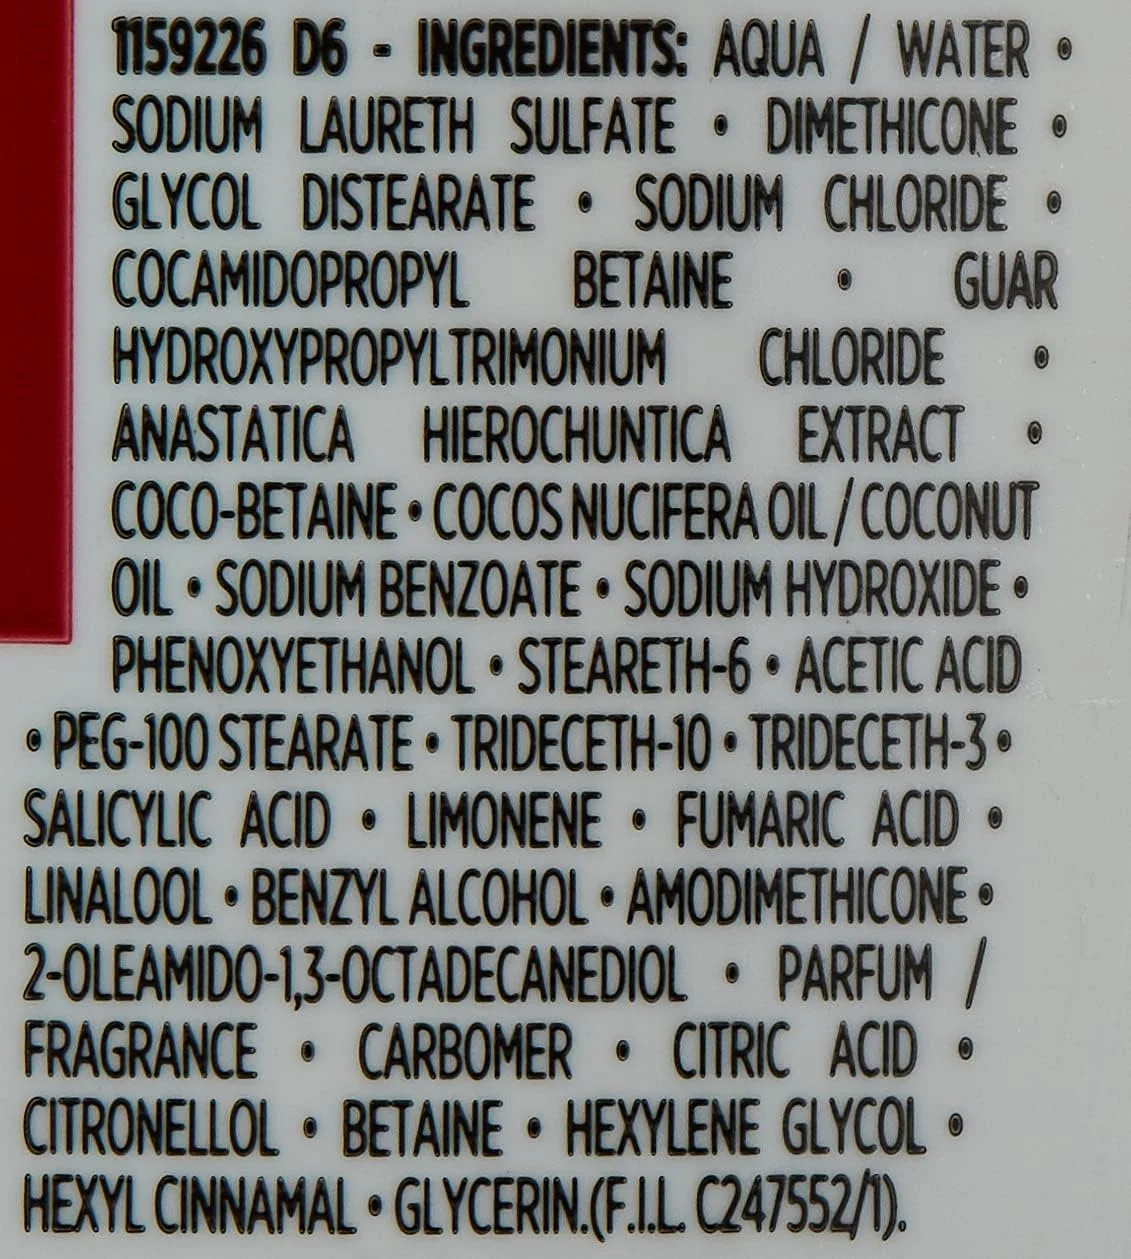 1159226 D6 - INGREDIENTS: AQUA / WATER •
SODIUM LAURETH SULFATE • DIMETHICONE •
GLYCOL DISTEARATE • SODIUM CHLORIDE •
COCAMIDOPROPYL BETAINE • GUAR
HYDROXYPROPYLTRIMONIUM CHLORIDE •
ANASTATICA HIEROCHUNTICA EXTRACT •
COCO-BETAINE • COCOS NUCIFERA OIL / COCONUT
OIL • SODIUM BENZOATE • SODIUM HYDROXIDE •
PHENOXYETHANOL • STEARETH-6 • ACETIC ACID
• PEG-100 STEARATE • TRIDECETH-10 • TRIDECETH-3 •
SALICYLIC ACID • LIMONENE • FUMARIC ACID •
LINALOOL • BENZYL ALCOHOL • AMODIMETHICONE •
2-OLEAMIDO-1,3-OCTADECANEDIOL • PARFUM /
FRAGRANCE • CARBOMER • CITRIC ACID •
CITRONELLOL • BETAINE • HEXYLENE GLYCOL •
HEXYL CINNAMAL • GLYCERIN.(F.I.L. C247552/1).